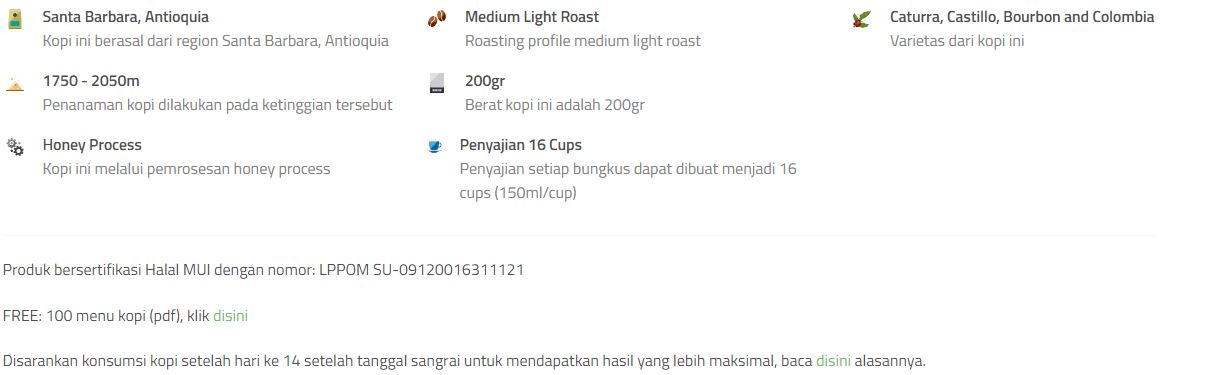 Santa Barbara, Antioquia
Kopi ini berasal dari region Santa Barbara, Antioquia
Medium Light Roast
Roasting profile medium light roast
Caturra, Castillo, Bourbon and Colombia
Varietas dari kopi ini
1750 - 2050m
Penanaman kopi dilakukan pada ketinggian tersebut
200gr
Berat kopi ini adalah 200gr
Honey Process
Kopi ini melalui pemrosesan honey process
Penyajian 16 Cups
Penyajian setiap bungkus dapat dibuat menjadi 16
cups (150ml/cup)
Produk bersertifikasi Halal MUI dengan nomor: LPPOM SU-09120016311121
FREE: 100 menu kopi (pdf), klik disini
Disarankan konsumsi kopi setelah hari ke 14 setelah tanggal sangrai untuk mendapatkan hasil yang lebih maksimal, baca disini alasannya.